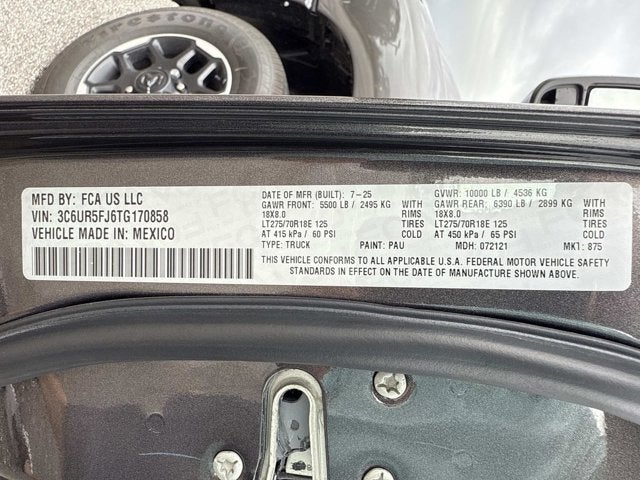 Firestone
MFD BY: FCA US LLC
VIN: 3C6UR5FJ6TG170858
VEHICLE MADE IN: MEXICO
DATE OF MFR (BUILT): 7-25
GAWR FRONT: 5500 LB / 2495 KG WITH
18X8.0 RIMS
LT275/70R18E 125 TIRES
AT 415 kPa / 60 PSI COLD
TYPE: TRUCK PAINT: PAU
GVWR: 10000 LB / 4536 KG
GAWR REAR: 6390 LB / 2899 KG WITH
18X8.0 RIMS
LT275/70R18E 125 TIRES
AT 450 kPa / 65 PSI COLD
MDH: 072121 MK1: 875
THIS VEHICLE CONFORMS TO ALL APPLICABLE U.S.A. FEDERAL MOTOR VEHICLE SAFETY
STANDARDS IN EFFECT ON THE DATE OF MANUFACTURE SHOWN ABOVE.